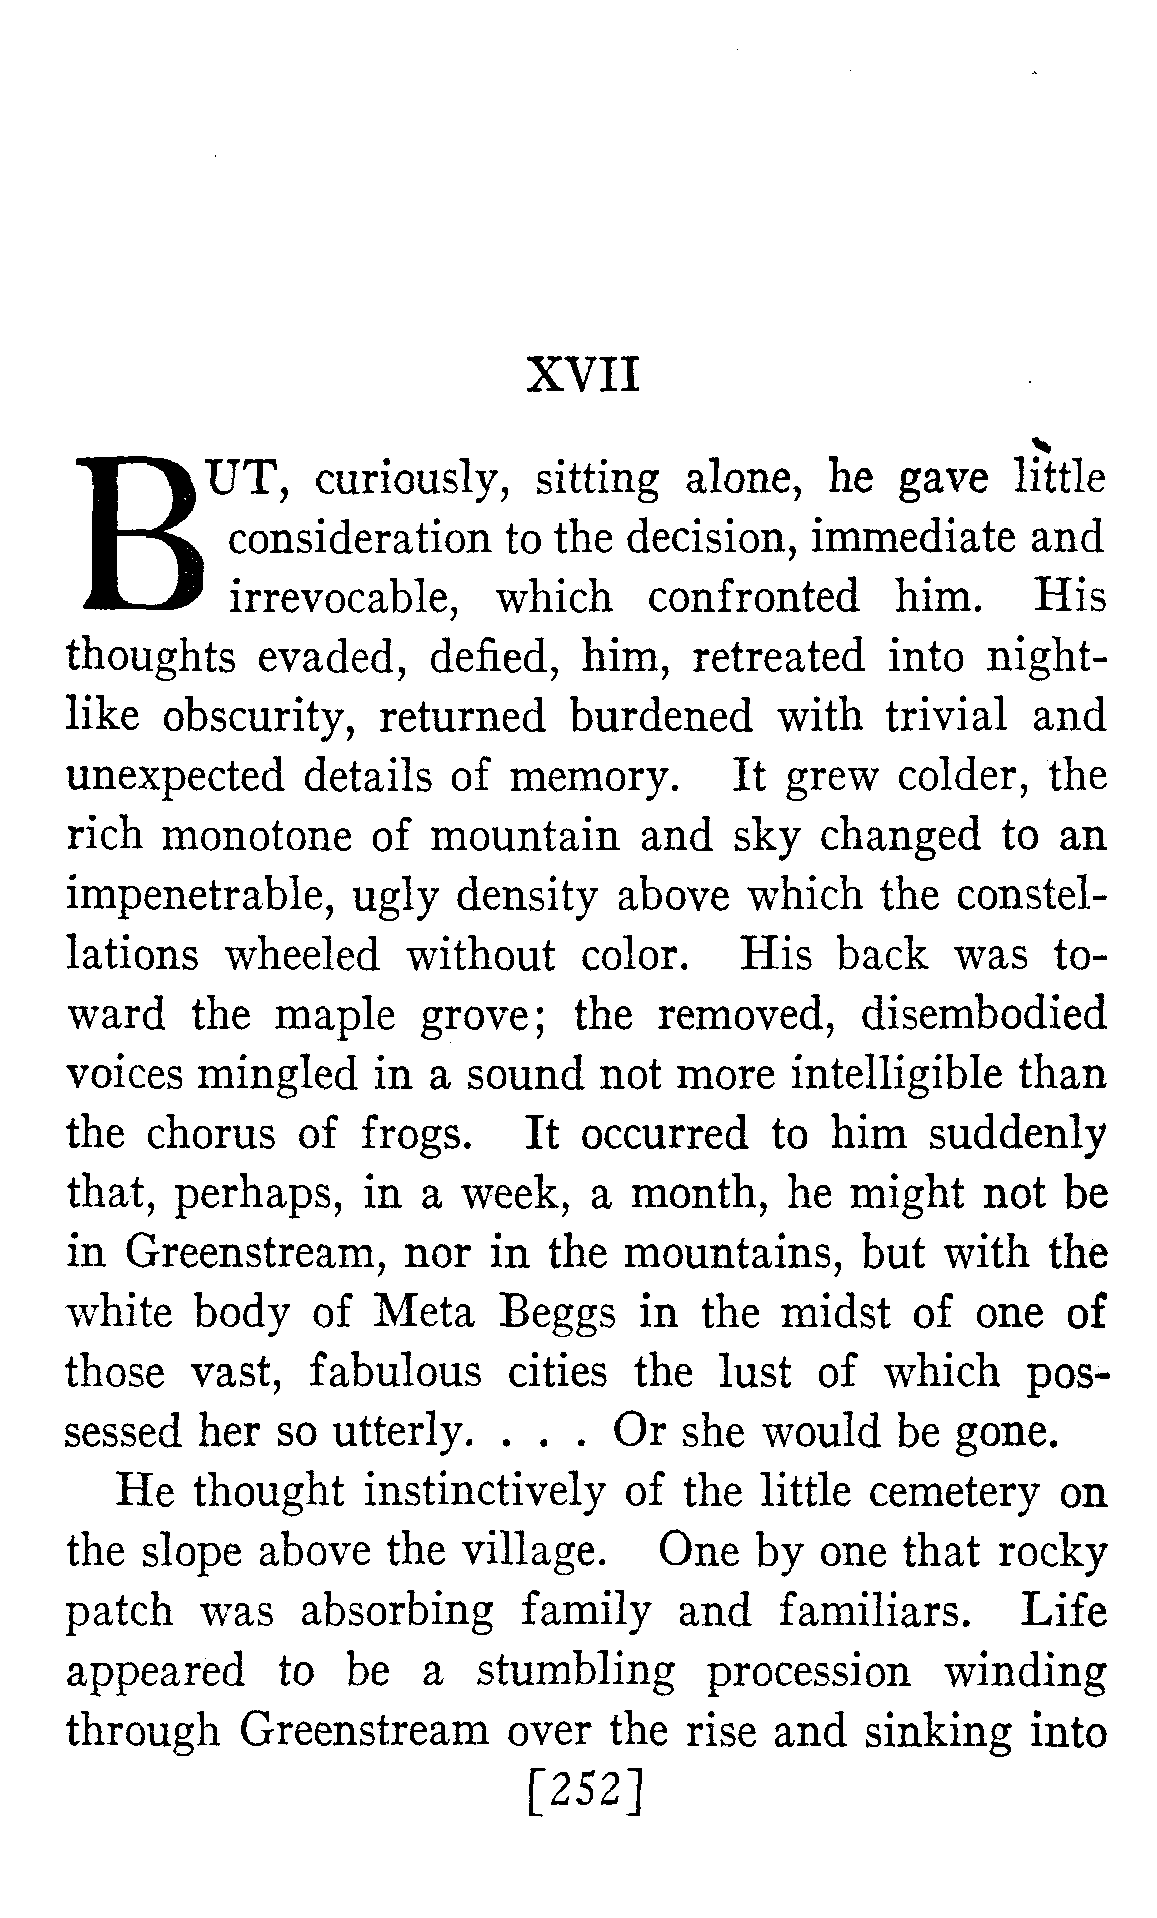 XVII
BUT, curiously, sitting alone, he gave little
consideration to the decision, immediate and
irrevocable, which confronted him. His
thoughts evaded, defied, him, retreated into night-
like obscurity, returned burdened with trivial and
unexpected details of memory. It grew colder, the
rich monotone of mountain and sky changed to an
impenetrable, ugly density above which the constel-
lations wheeled without color. His back was to-
ward the maple grove; the removed, disembodied
voices mingled in a sound not more intelligible than
the chorus of frogs. It occurred to him suddenly
that, perhaps, in a week, a month, he might not be
in Greenstream, nor in the mountains, but with the
white body of Meta Beggs in the midst of one of
those vast, fabulous cities the lust of which pos-
sessed her so utterly. . . . Or she would be gone.
He thought instinctively of the little cemetery on
the slope above the village. One by one that rocky
patch was absorbing family and familiars. Life
appeared to be a stumbling procession winding
through Greenstream over the rise and sinking into
[252]